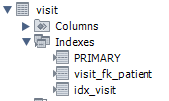 visit
Columns
Indexes
PRIMARY
visit_fk_patient
idx_visit